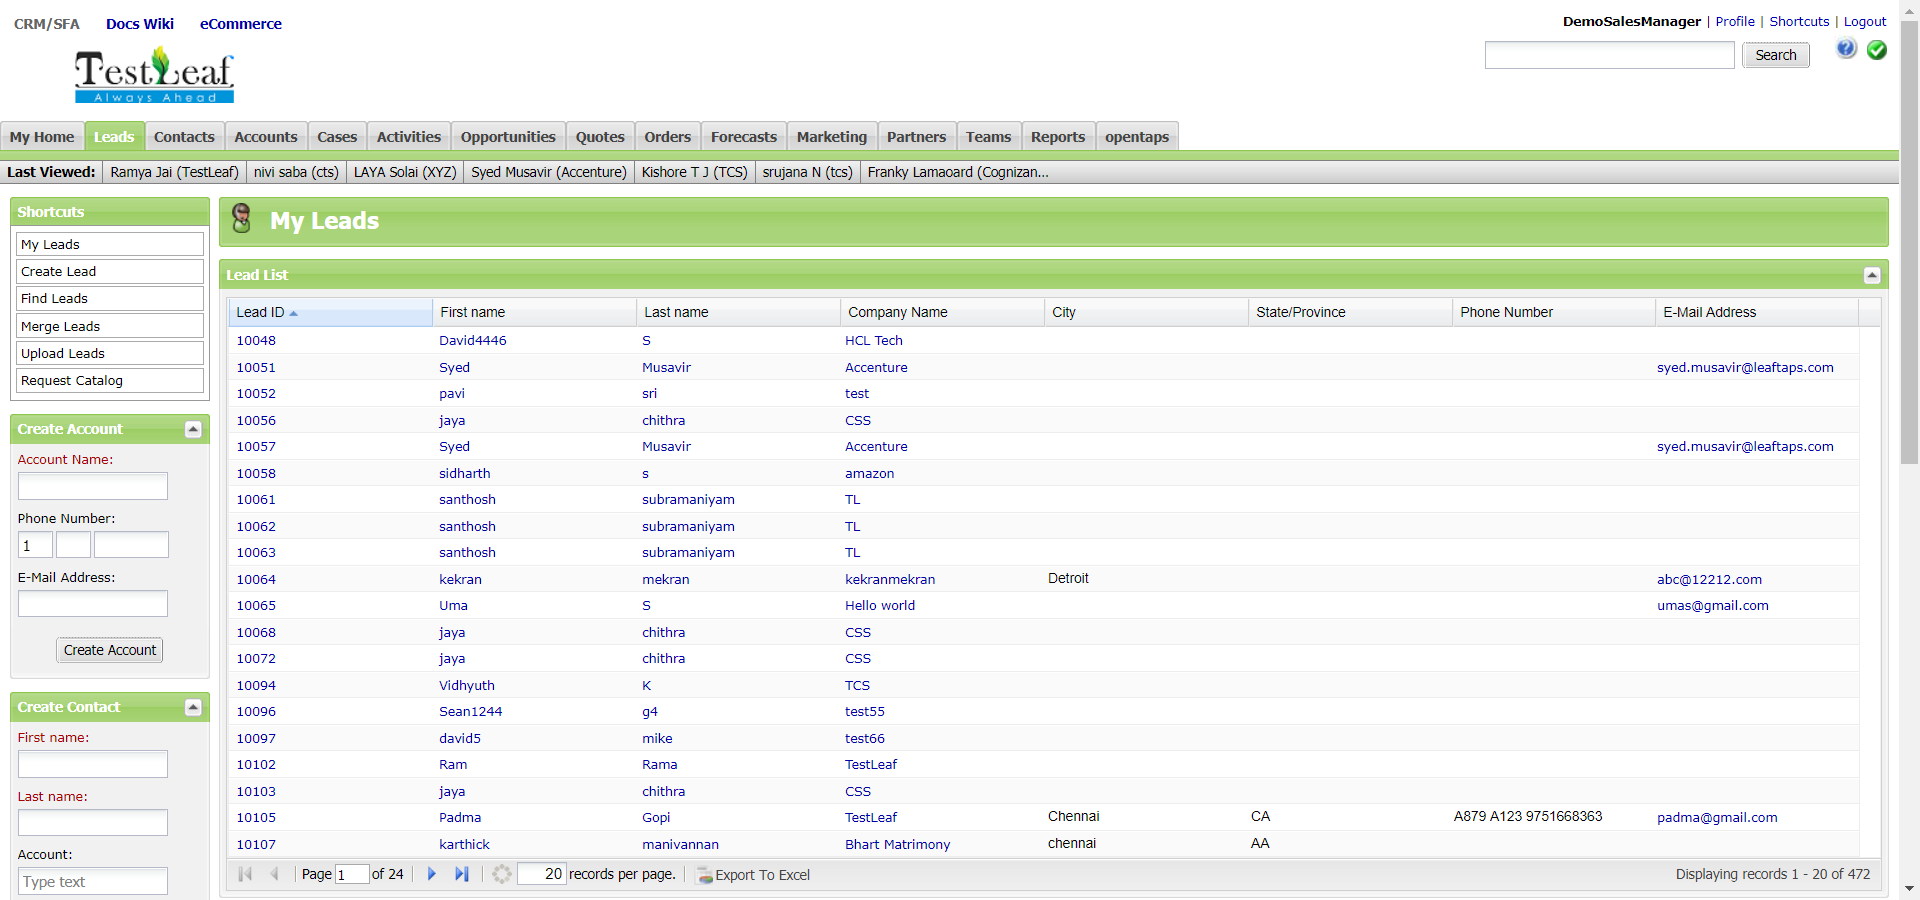 CRM/SFA Docs Wiki eCommerce
DemoSalesManager | Profile | Shortcuts | Logout
Search
TestLeaf
Always Ahead
My Home Leads Contacts Accounts Cases Activities Opportunities Quotes Orders Forecasts Marketing Partners Teams Reports opentaps
Last Viewed: Ramya Jai (TestLeaf) nivi saba (cts) LAYA Solai (XYZ) Syed Musavir (Accenture) Kishore T J (TCS) srujana N (tcs) Franky Lamaoard (Cognizan...
Shortcuts
My Leads
Create Lead
Find Leads
Merge Leads
Upload Leads
Request Catalog
Create Account
Account Name:
Phone Number:
1
E-Mail Address:
Create Account
Create Contact
First name:
Last name:
Account:
Type text
My Leads
Lead List
Lead ID First name Last name Company Name City State/Province Phone Number E-Mail Address
10048 David4446 S HCL Tech
10051 Syed Musavir Accenture syed.musavir@leaftaps.com
10052 pavi sri test
10056 jaya chithra CSS
10057 Syed Musavir Accenture syed.musavir@leaftaps.com
10058 sidharth s amazon
10061 santhosh subramaniyam TL
10062 santhosh subramaniyam TL
10063 santhosh subramaniyam TL
10064 kekran mekran kekranmekran Detroit abc@12212.com
10065 Uma S Hello world umas@gmail.com
10068 jaya chithra CSS
10072 jaya chithra CSS
10094 Vidhyuth K TCS
10096 Sean1244 g4 test55
10097 david5 mike test66
10102 Ram Rama TestLeaf
10103 jaya chithra CSS
10105 Padma Gopi TestLeaf Chennai CA A879 A123 9751668363 padma@gmail.com
10107 karthick manivannan Bhart Matrimony chennai AA
Page 1 of 24 20 records per page. Export To Excel Displaying records 1 - 20 of 472